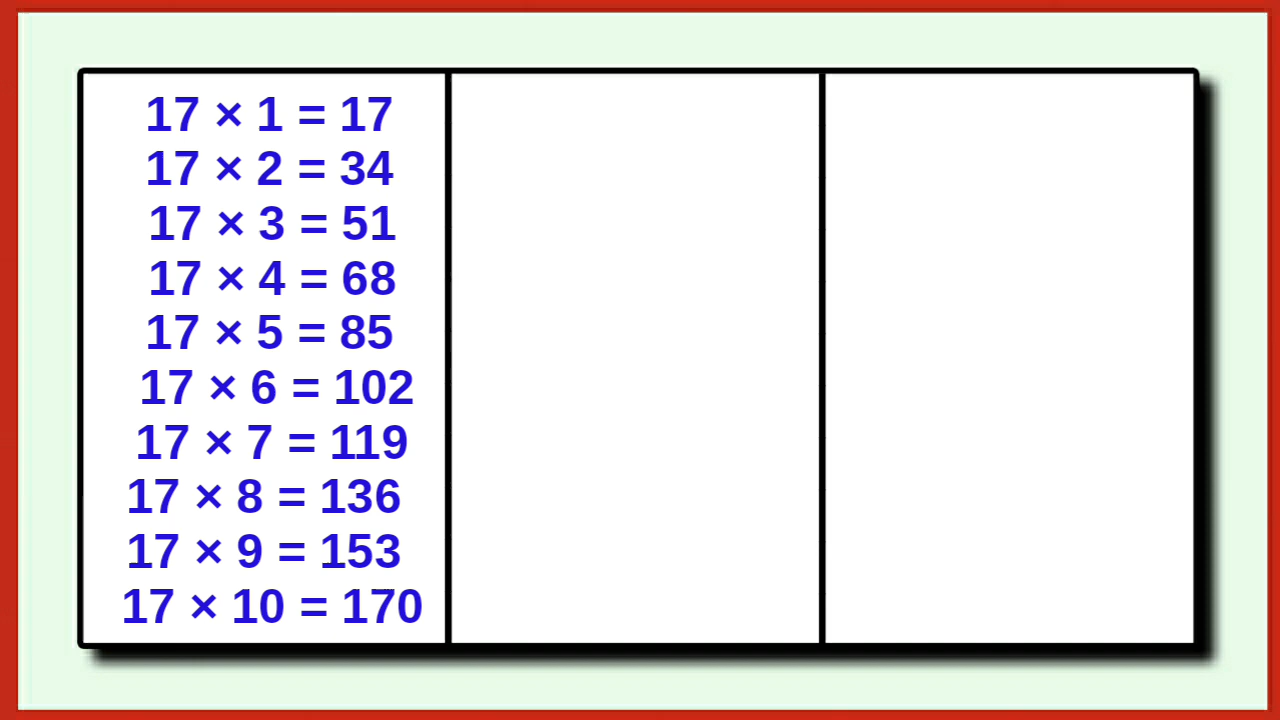 17 × 1 = 17
17 × 2 = 34
17 × 3 = 51
17 × 4 = 68
17 × 5 = 85
17 × 6 = 102
17 × 7 = 119
17 × 8 = 136
17 × 9 = 153
17 × 10 = 170